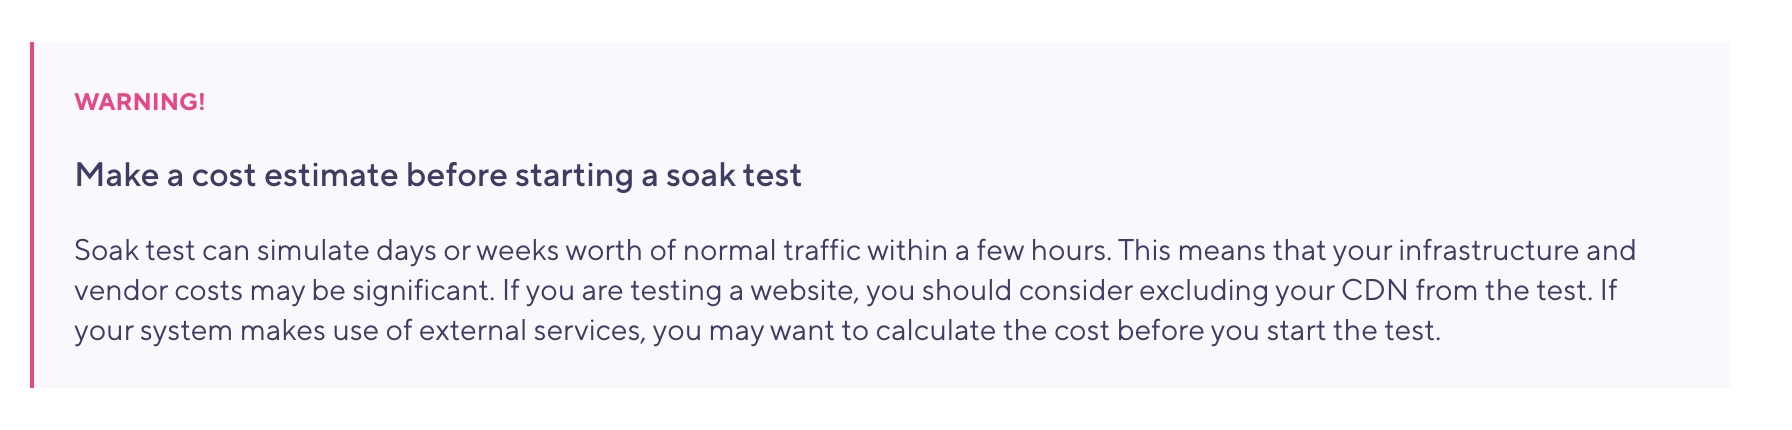 WARNING!
Make a cost estimate before starting a soak test
Soak test can simulate days or weeks worth of normal traffic within a few hours. This means that your infrastructure and
vendor costs may be significant. If you are testing a website, you should consider excluding your CDN from the test. If
your system makes use of external services, you may want to calculate the cost before you start the test.